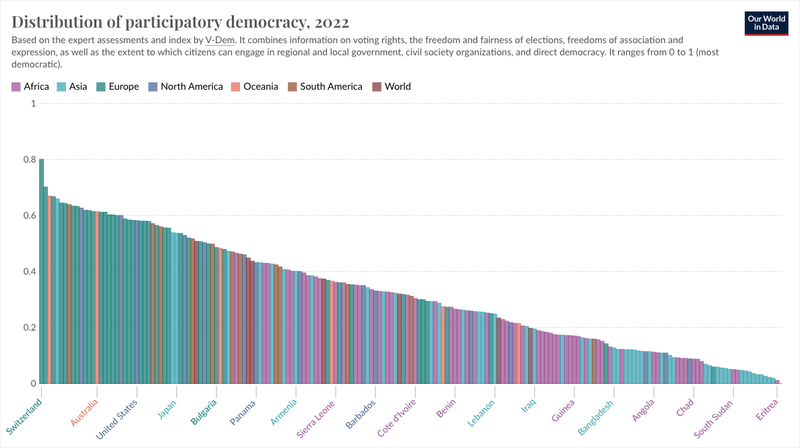 Distribution of participatory democracy, 2022
Our World
in Data
Based on the expert assessments and index by V-Dem. It combines information on voting rights, the freedom and fairness of elections, freedoms of association and
expression, as well as the extent to which citizens can engage in regional and local government, civil society organizations, and direct democracy. It ranges from 0 to 1 (most
democratic).
Africa Asia Europe North America Oceania South America World
1
0.8
0.6
0.4
0.2
0
Switzerland
Australia
United States
Japan
Bulgaria
Panama
Armenia
Sierra Leone
Barbados
Cote d'Ivoire
Benin
Lebanon
Iraq
Guinea
Bangladesh
Angola
Chad
South Sudan
Eritrea